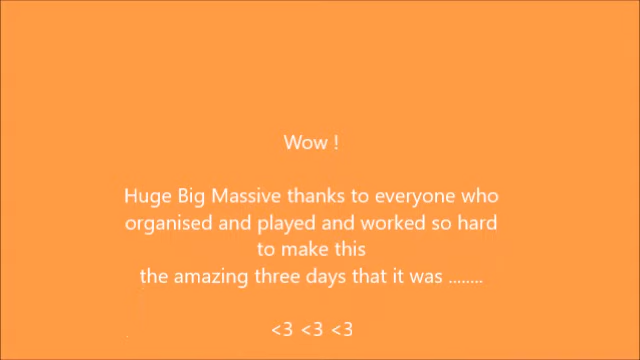 Wow !
Huge Big Massive thanks to everyone who
organised and played and worked so hard
to make this
the amazing three days that it was ........
<3 <3 <3